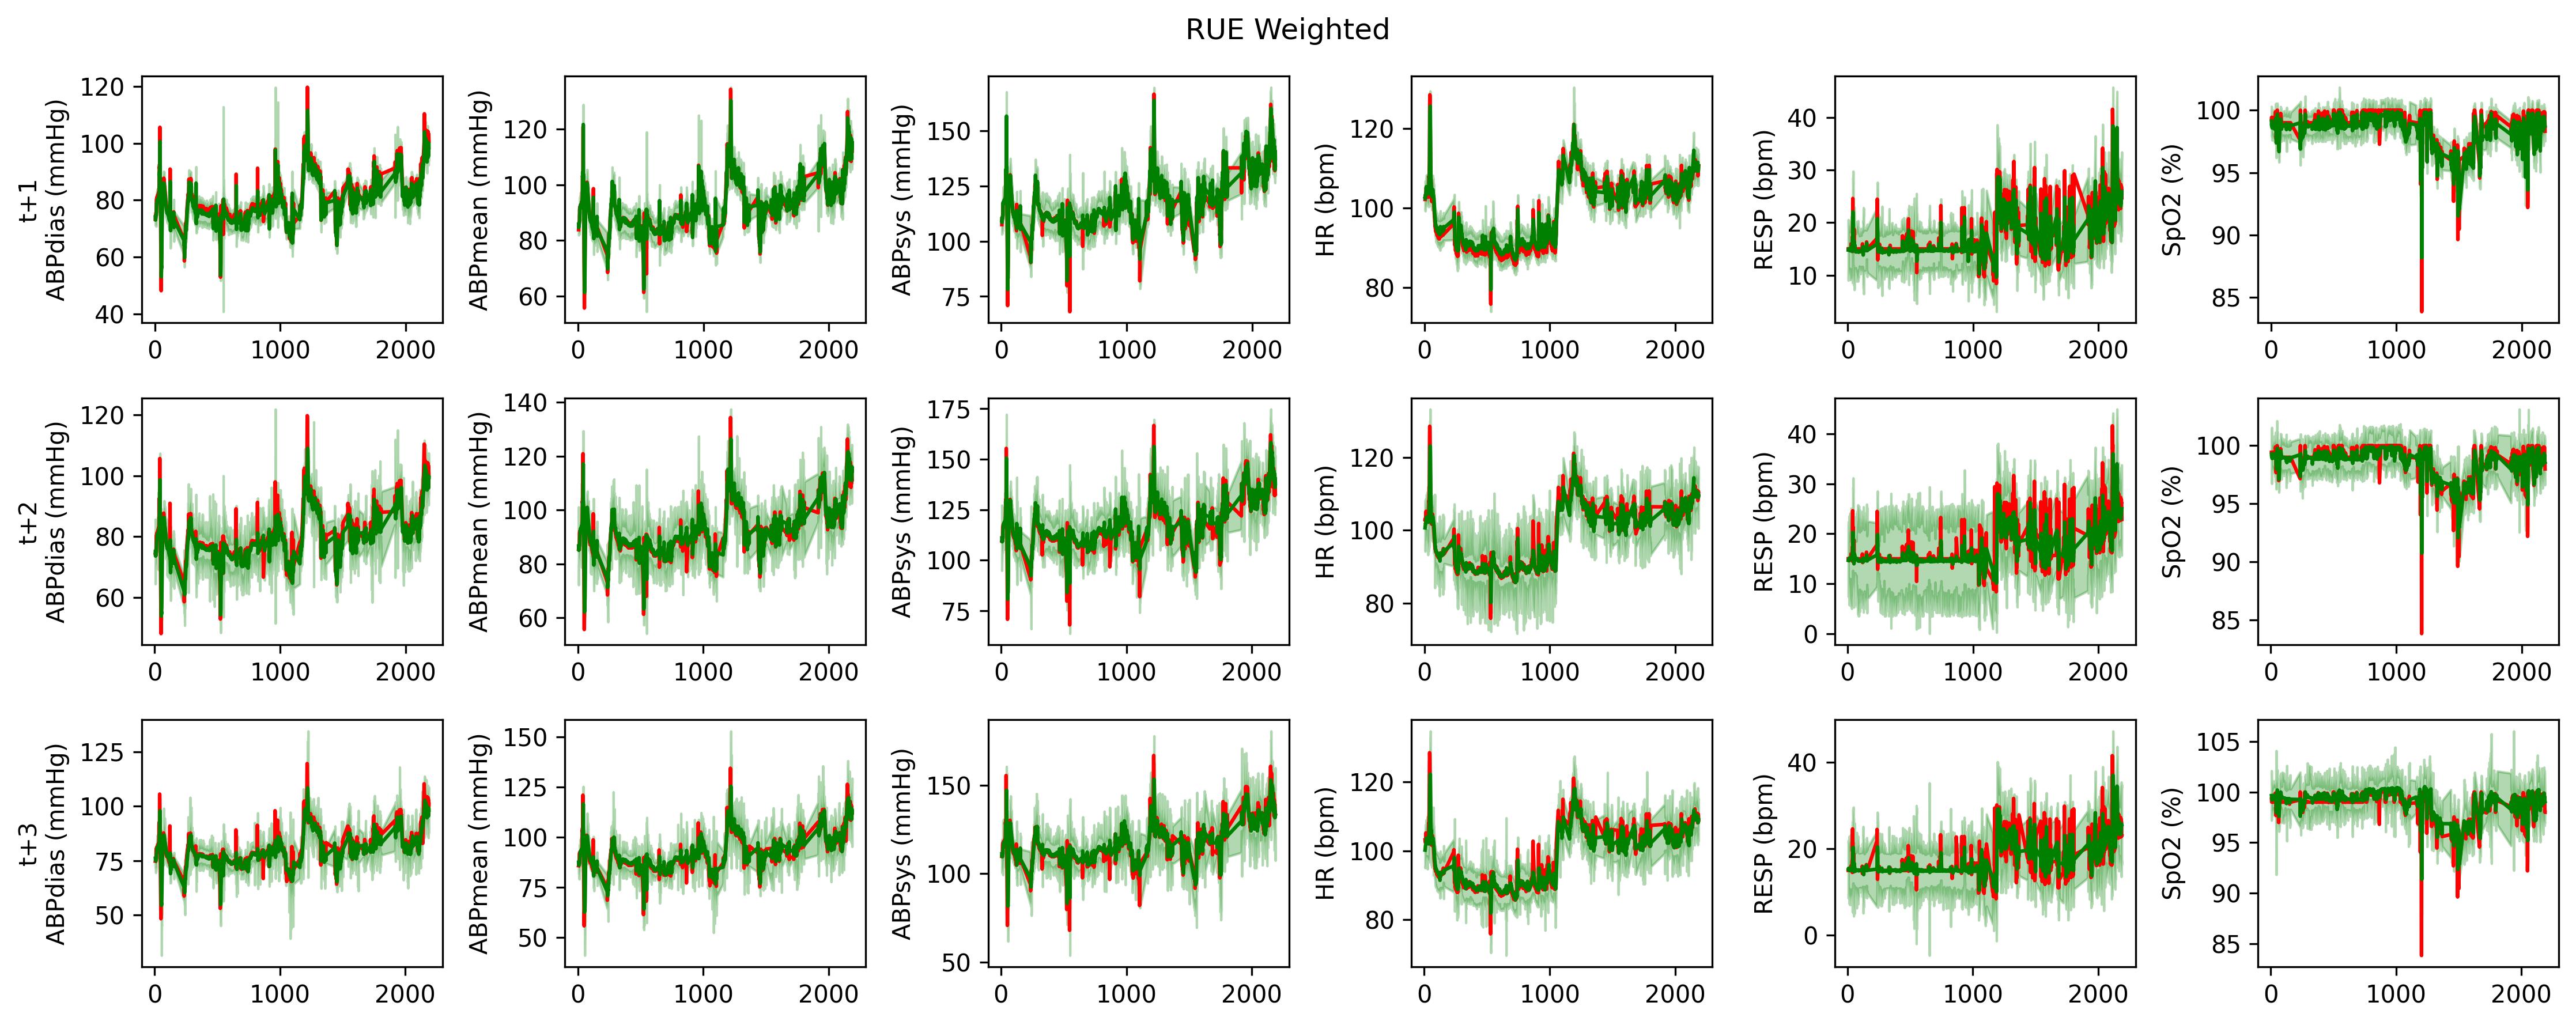 RUE Weighted
t+1
ABPdias (mmHg)
120
100
80
60
40
0 1000 2000
ABPmean (mmHg)
120
100
80
60
0 1000 2000
ABPsys (mmHg)
150
125
100
75
0 1000 2000
HR (bpm)
120
100
80
0 1000 2000
RESP (bpm)
40
30
20
10
0 1000 2000
SpO2 (%)
100
95
90
85
0 1000 2000
t+2
ABPdias (mmHg)
120
100
80
60
0 1000 2000
ABPmean (mmHg)
140
120
100
80
60
0 1000 2000
ABPsys (mmHg)
175
150
125
100
75
0 1000 2000
HR (bpm)
120
100
80
0 1000 2000
RESP (bpm)
40
30
20
10
0
0 1000 2000
SpO2 (%)
100
95
90
85
0 1000 2000
t+3
ABPdias (mmHg)
125
100
75
50
0 1000 2000
ABPmean (mmHg)
150
125
100
75
50
0 1000 2000
ABPsys (mmHg)
150
100
50
0 1000 2000
HR (bpm)
120
100
80
0 1000 2000
RESP (bpm)
40
20
0
0 1000 2000
SpO2 (%)
105
100
95
90
85
0 1000 2000